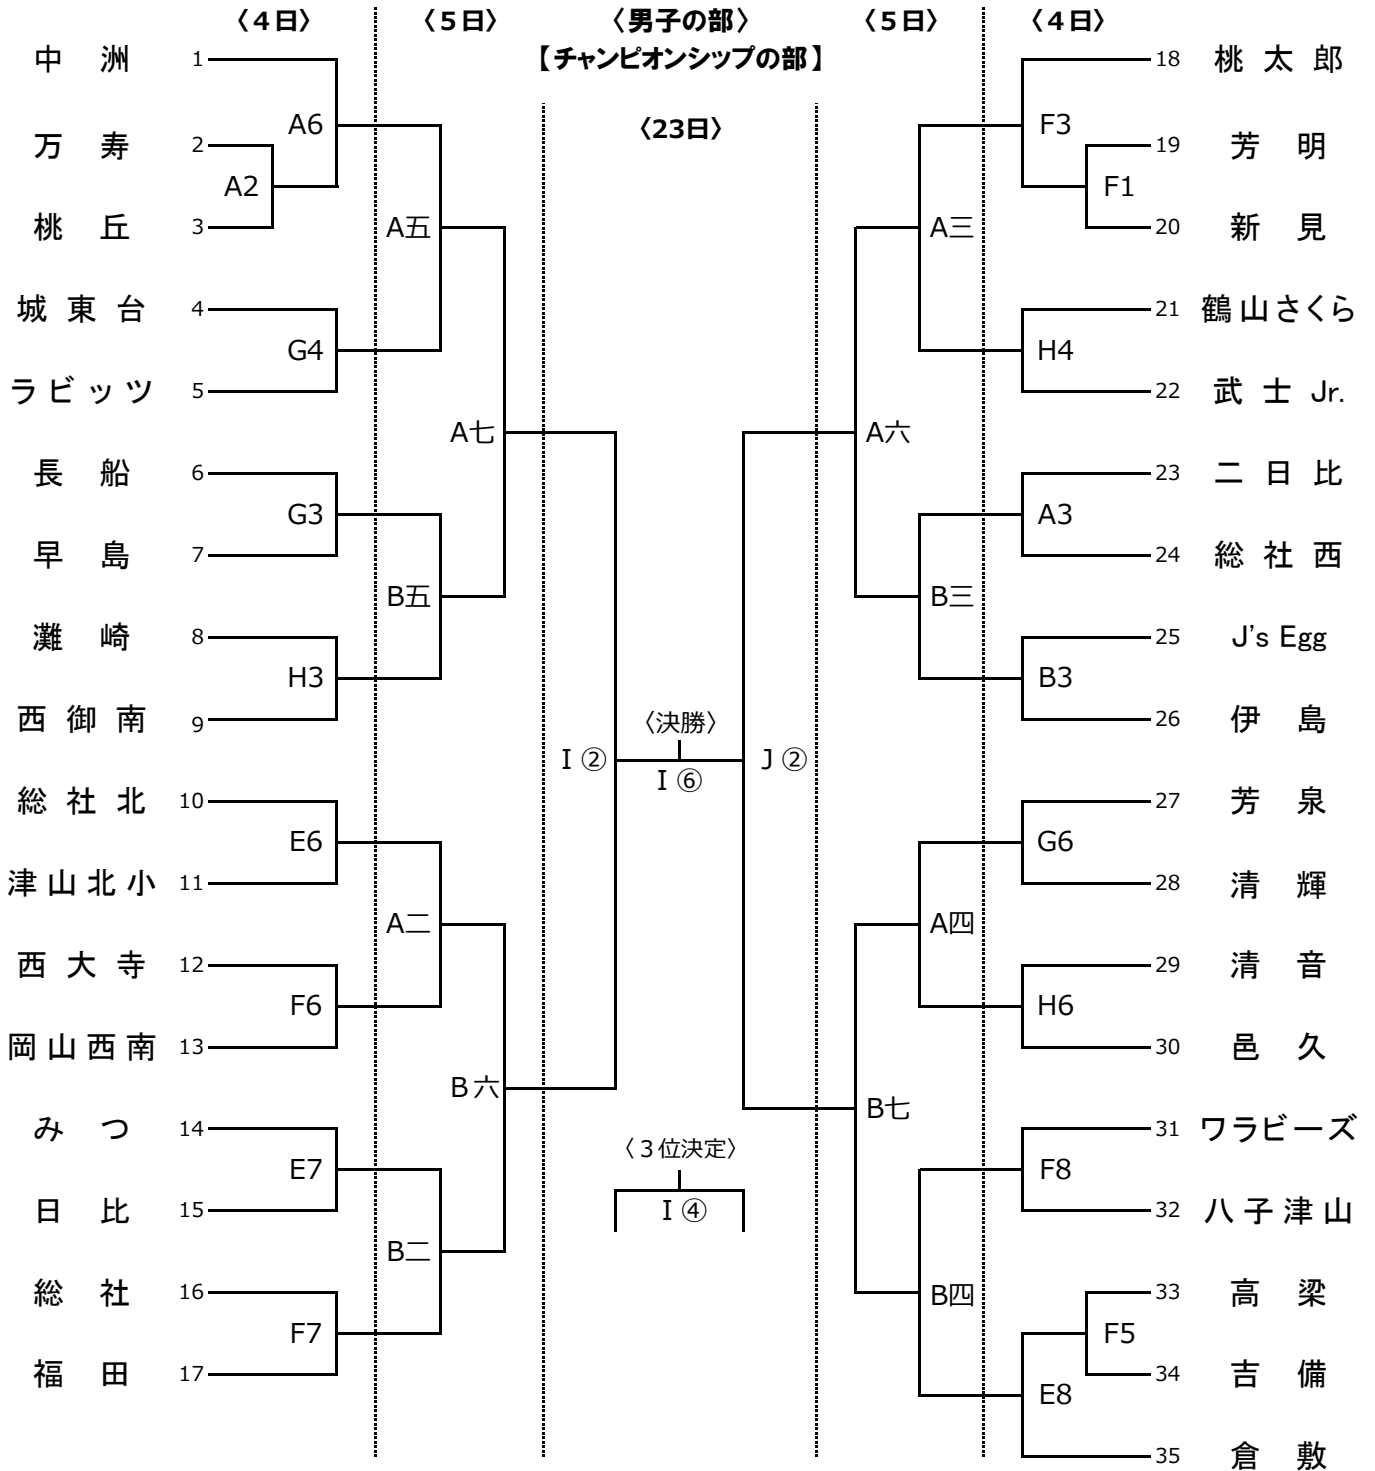 〈４日〉 〈５日〉 〈男子の部〉 〈５日〉 〈４日〉
【チャンピオンシップの部】
〈23日〉
中 洲 1
A6
万 寿 2
A2
桃 丘 3
A五
城 東 台 4
G4
ラ ビ ッ ツ 5
A七
長 船 6
G3
早 島 7
B五
灘 崎 8
H3
西 御 南 9
I ②
総 社 北 10
E6
津 山 北 小 11
A二
西 大 寺 12
F6
岡 山 西 南 13
B 六
み つ 14
E7
日 比 15
B二
総 社 16
F7
福 田 17
〈決勝〉
I ⑥
〈３位決定〉
I ④
18 桃 太 郎
F3
19 芳 明
F1
20 新 見
A三
21 鶴 山 さ く ら
H4
22 武 士 Jr.
A六
23 二 日 比
A3
24 総 社 西
B三
25 J's Egg
B3
26 伊 島
J ②
27 芳 泉
G6
28 清 輝
A四
29 清 音
H6
30 邑 久
B七
31 ワ ラ ビ ー ズ
F8
32 八 子 津 山
B四
33 高 梁
F5
34 吉 備
E8
35 倉 敷